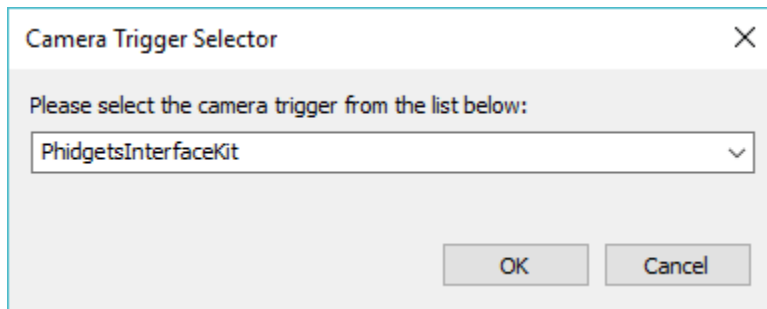 Camera Trigger Selector
Please select the camera trigger from the list below:
PhidgetsInterfaceKit
OK
Cancel